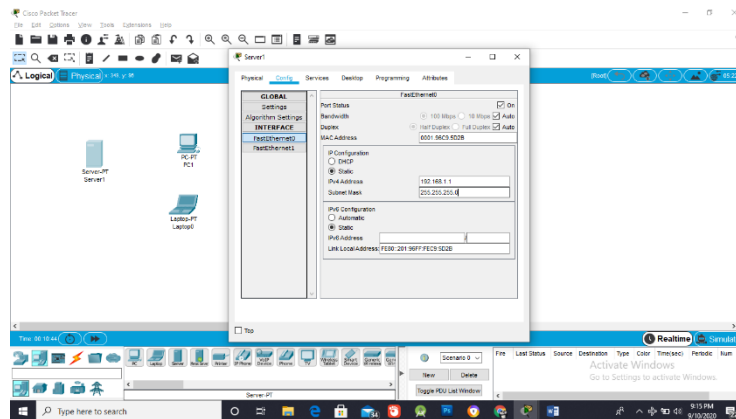 Cisco Packet Tracer
File Edit Options View Tools Extensions Help
Logical
Physical
[Root]
Server-PT
Server1
PC-PT
PC1
Laptop-PT
Laptop0
Server1
Physical Config Services Desktop Programming Attributes
GLOBAL
Settings
Algorithm Settings
INTERFACE
FastEthernet0
FastEthernet1
FastEthernet0
Port Status On
Bandwidth 100 Mbps 10 Mbps Auto
Duplex Half Duplex Full Duplex Auto
MAC Address 0001.96C9.5D2B
IP Configuration
DHCP
Static
IPv4 Address 192.168.1.1
Subnet Mask 255.255.255.0
IPv6 Configuration
Automatic
Static
IPv6 Address /
Link Local Address: FE80::201:96FF:FEC9:5D2B
Top
Time: 00:18:44
Realtime
Simulat
Scenario 0
New Delete
Toggle PDU List Window
Fire Last Status Source Destination Type Color Time(sec) Periodic Num
Server-PT
Activate Windows
Go to Settings to activate Windows.
Type here to search
9:15 PM
9/10/2020